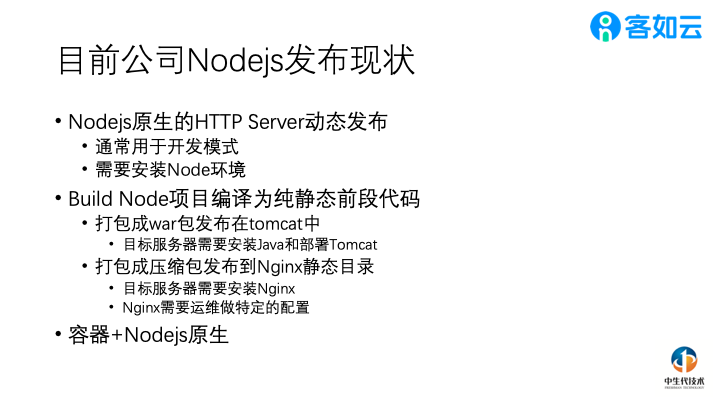 客如云
目前公司Nodejs发布现状
• Nodejs原生的HTTP Server动态发布
• 通常用于开发模式
• 需要安装Node环境
• Build Node项目编译为纯静态前段代码
• 打包成war包发布在tomcat中
• 目标服务器需要安装Java和部署Tomcat
• 打包成压缩包发布到Nginx静态目录
• 目标服务器需要安装Nginx
• Nginx需要运维做特定的配置
• 容器+Nodejs原生
中生代技术